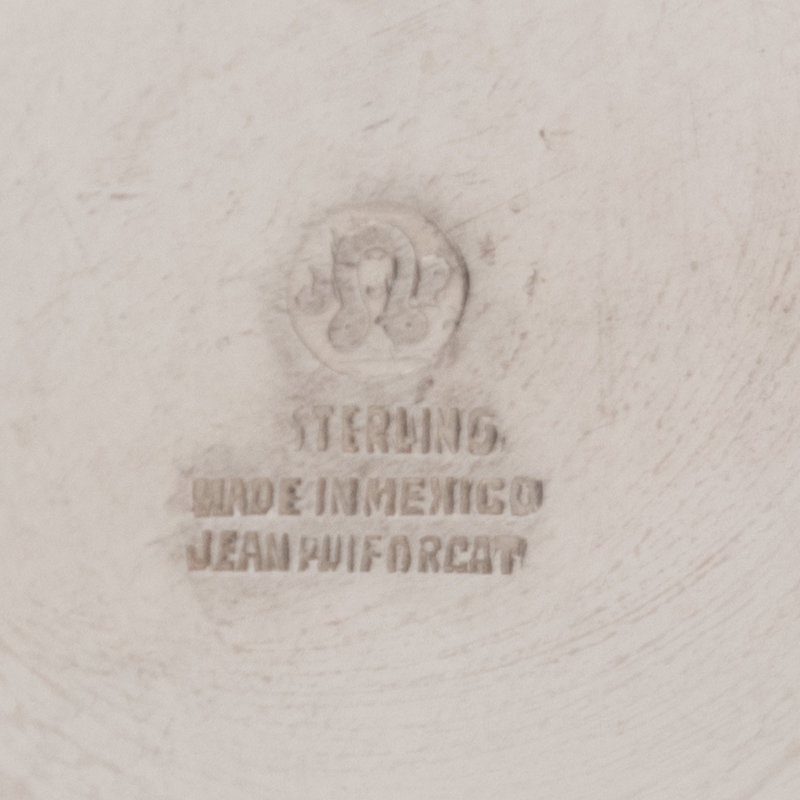 J P
STERLING
MADE IN MEXICO
JEAN PUIFORCAT